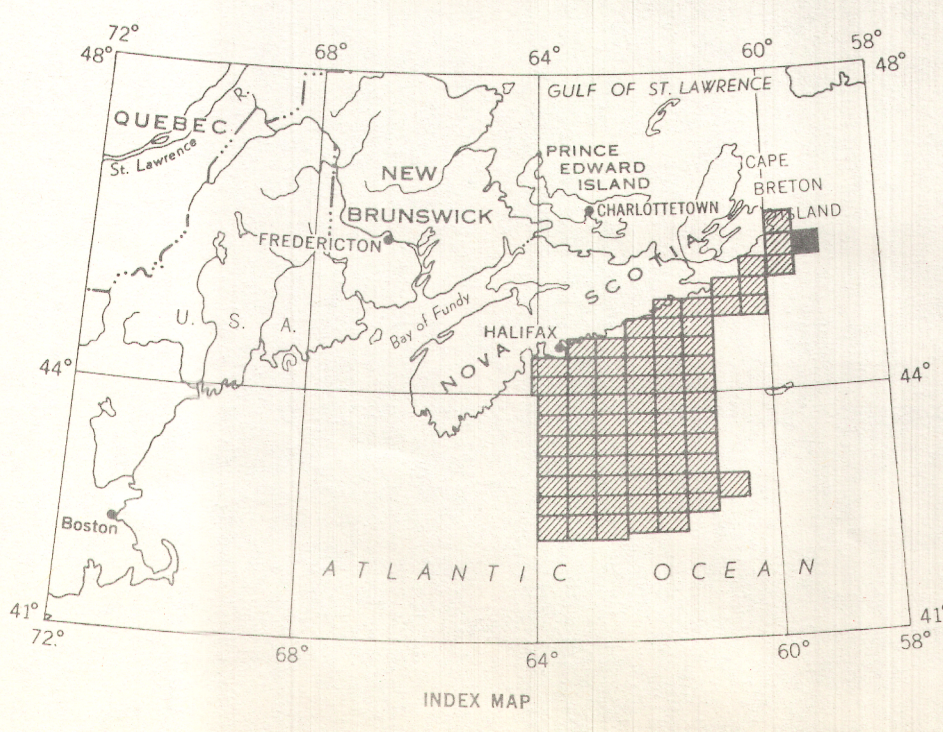 72°
68°
64°
60°
58°
48°
48°
GULF OF ST. LAWRENCE
R.
QUEBEC
St. Lawrence
PRINCE
EDWARD
ISLAND
CAPE
BRETON
ISLAND
NEW
BRUNSWICK
CHARLOTTETOWN
FREDERICTON
NOVA SCOTIA
U. S. A.
Bay of Fundy
HALIFAX
44°
44°
Boston
ATLANTIC OCEAN
41°
41°
72.
68°
64°
60°
58°
INDEX MAP